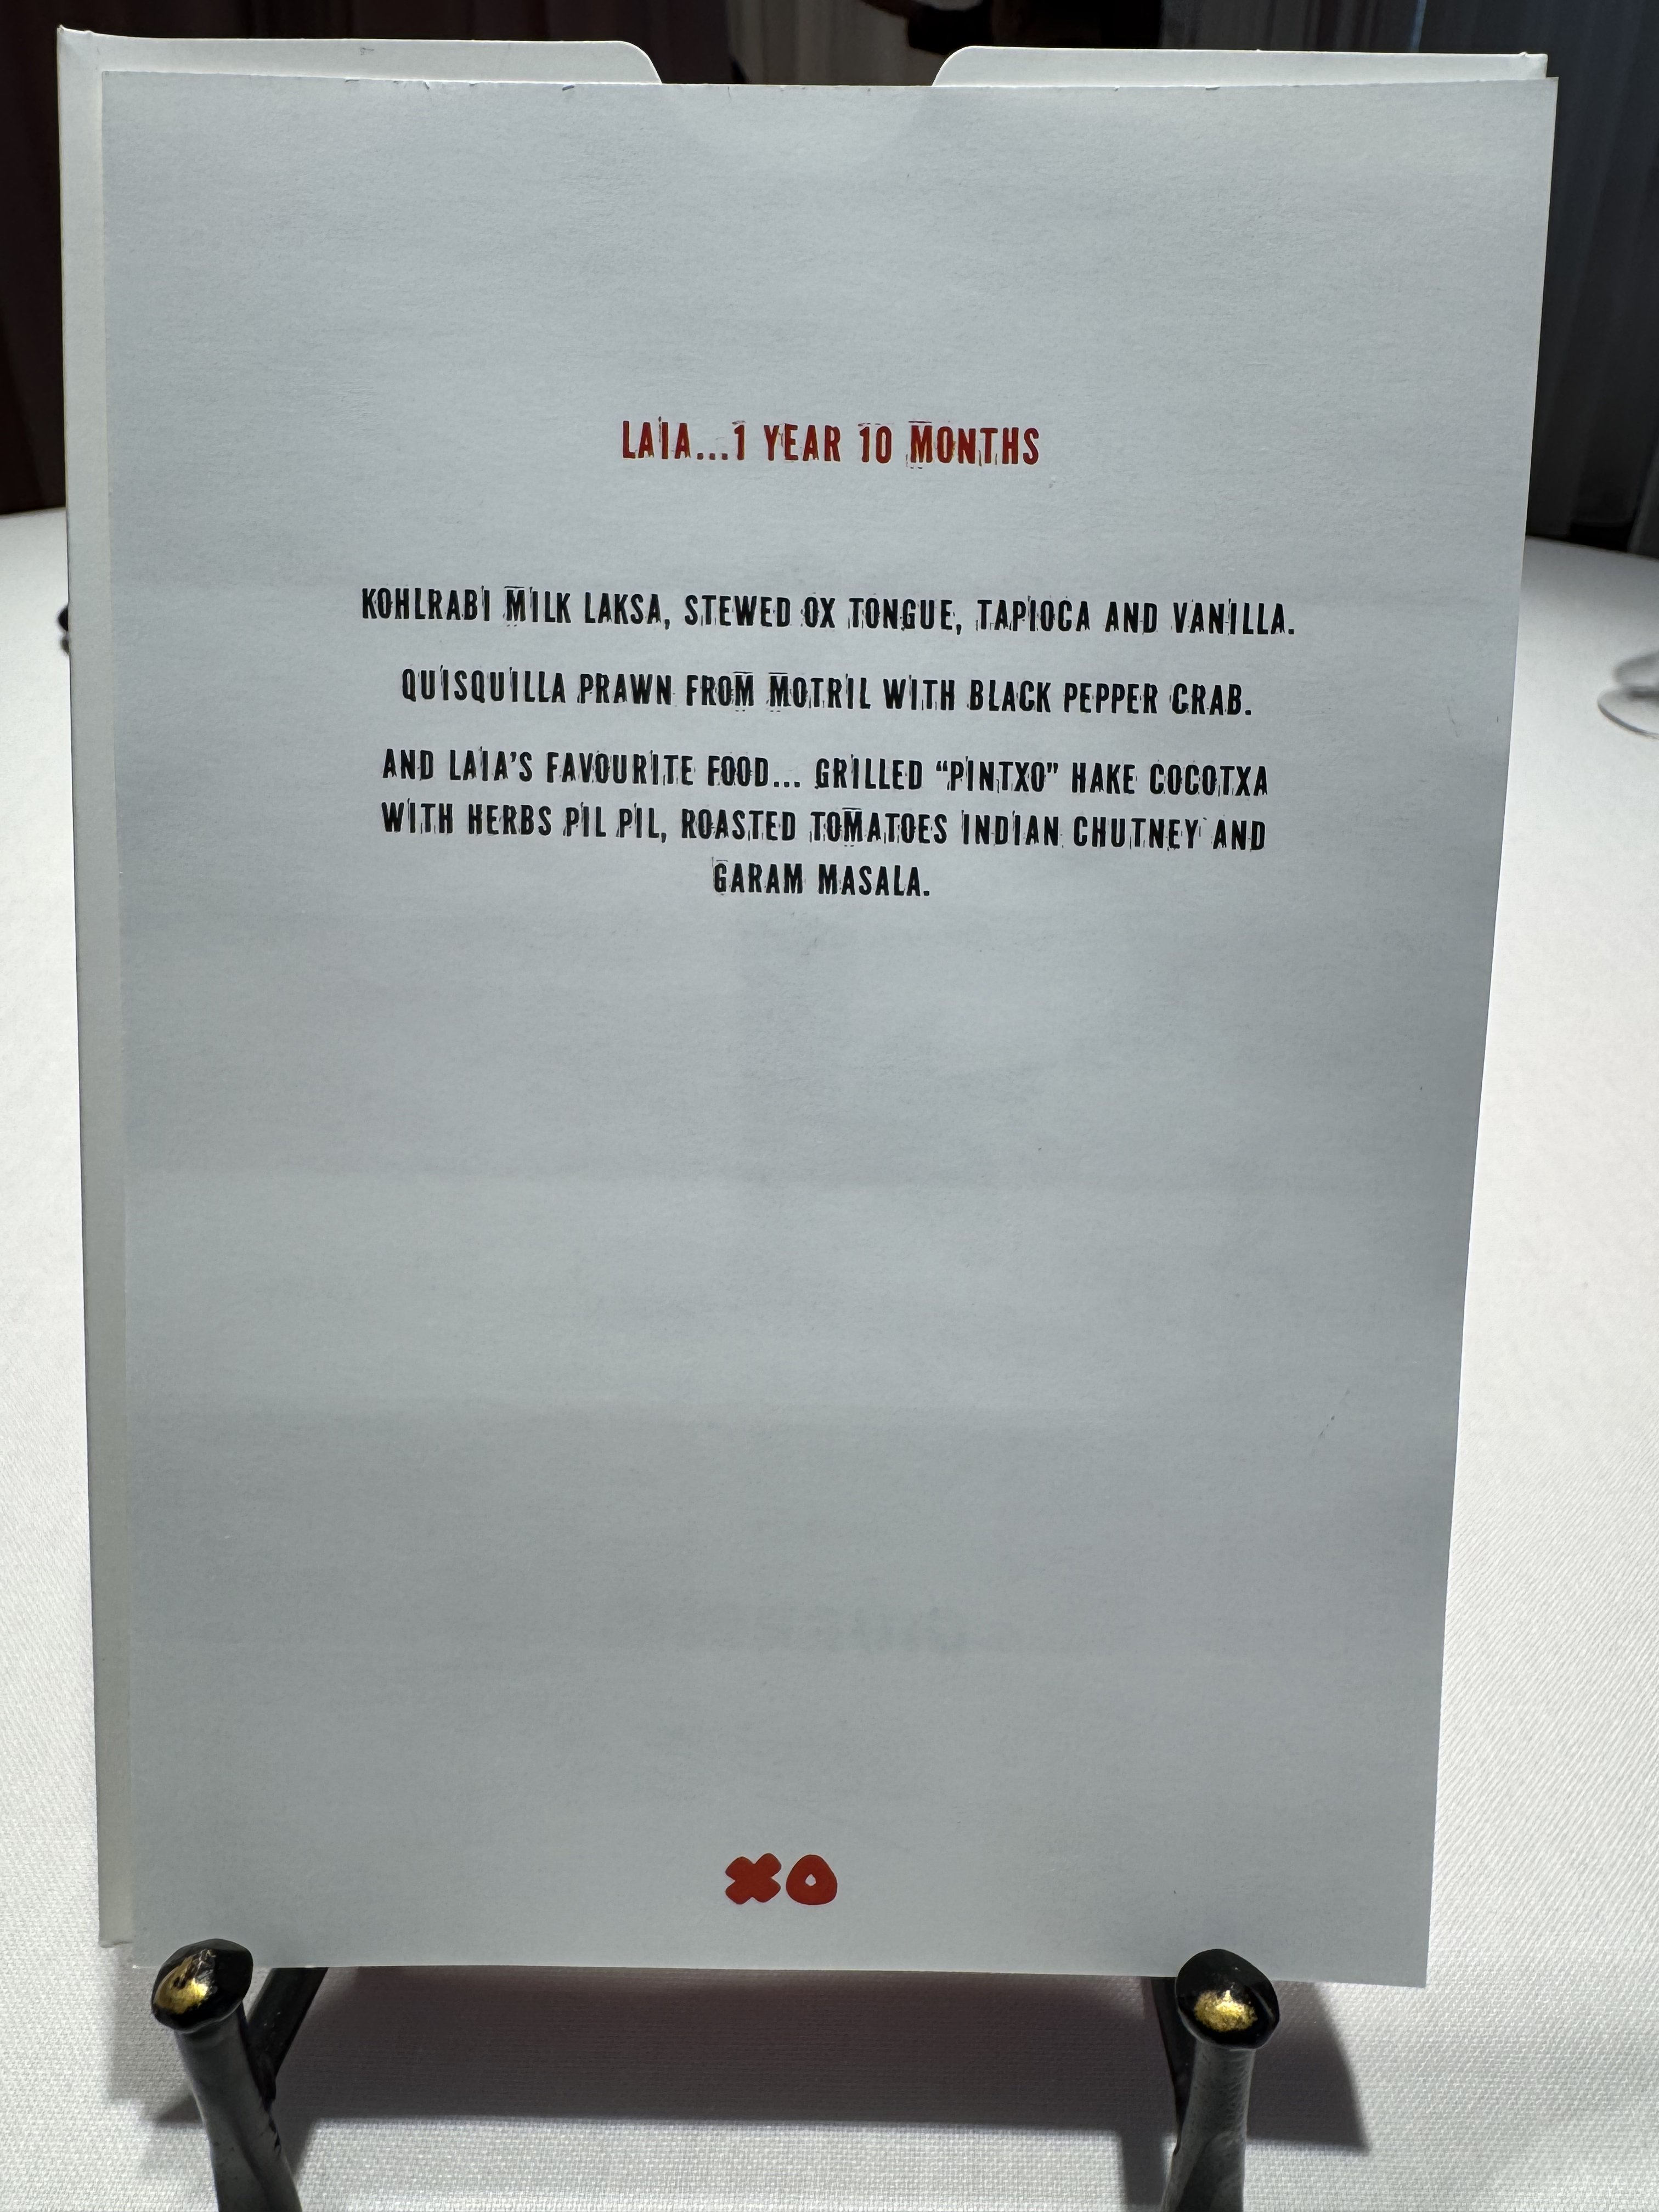 LAIA...1 YEAR 10 MONTHS
KOHLRABI MILK LAKSA, STEWED OX TONGUE, TAPIOCA AND VANILLA.
QUISQUILLA PRAWN FROM MOTRIL WITH BLACK PEPPER CRAB.
AND LAIA'S FAVOURITE FOOD... GRILLED “PINTXO” HAKE COCOTXA
WITH HERBS PIL PIL, ROASTED TOMATOES INDIAN CHUTNEY AND
GARAM MASALA.
XO